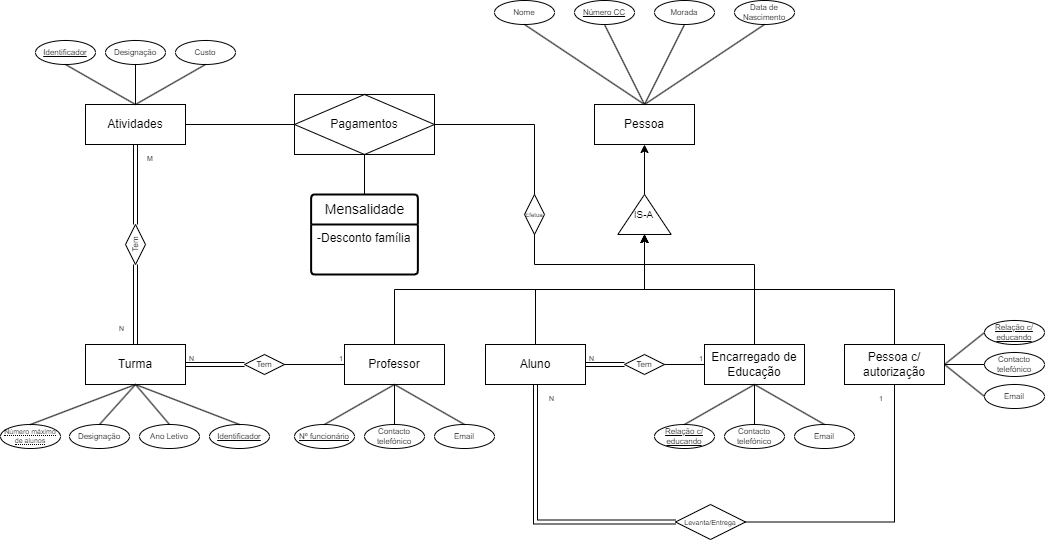 Nome
Número CC
Morada
Data de
Nascimento
Identificador
Designação
Custo
Atividades
Pagamentos
Pessoa
M
Mensalidade
-Desconto família
Efetua
IS-A
Tem
N
Turma
N
Tem
1
Professor
Aluno
N
Tem
1
Encarregado de
Educação
Pessoa c/
autorização
Relação c/
educando
Contacto
telefónico
Email
N
1
Número máximo
de alunos
Designação
Ano Letivo
Identificador
Nº funcionário
Contacto
telefónico
Email
Relação c/
educando
Contacto
telefónico
Email
Levanta/Entrega